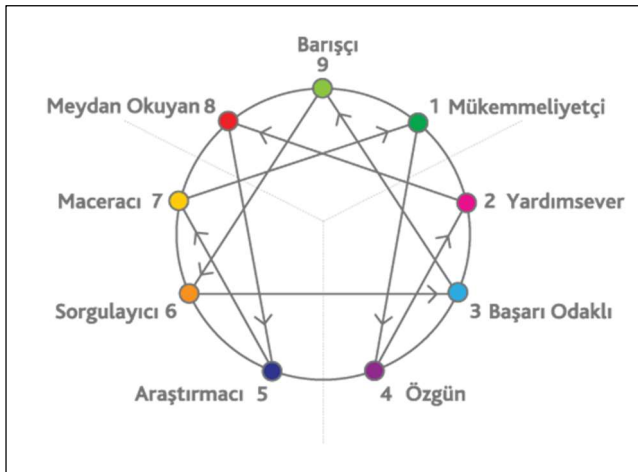 Barışçı
9
Meydan Okuyan 8
1 Mükemmeliyetçi
Maceracı 7
2 Yardımsever
Sorgulayıcı 6
3 Başarı Odaklı
Araştırmacı 5
4 Özgün